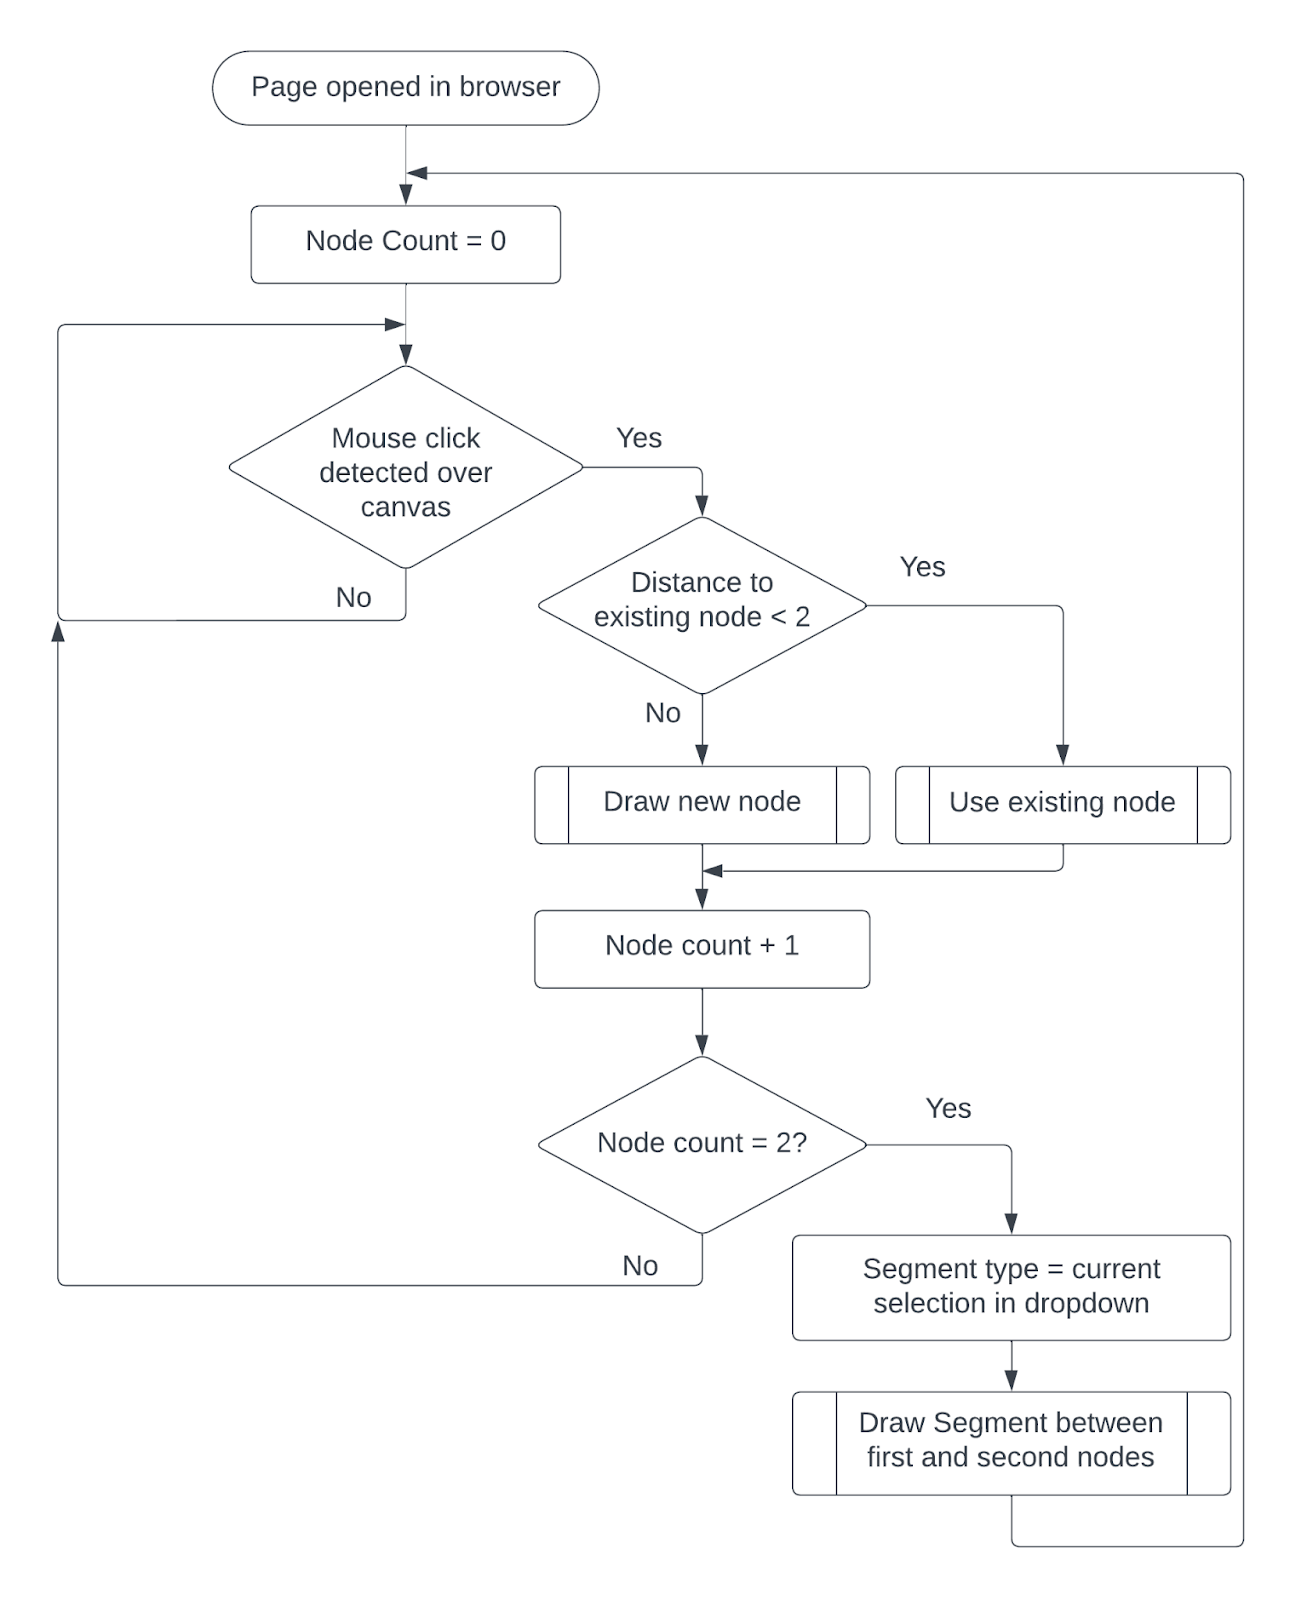 Page opened in browser
Node Count = 0
Mouse click
detected over
canvas
Yes
No
Distance to
existing node < 2
Yes
No
Draw new node
Use existing node
Node count + 1
Node count = 2?
Yes
No
Segment type = current
selection in dropdown
Draw Segment between
first and second nodes